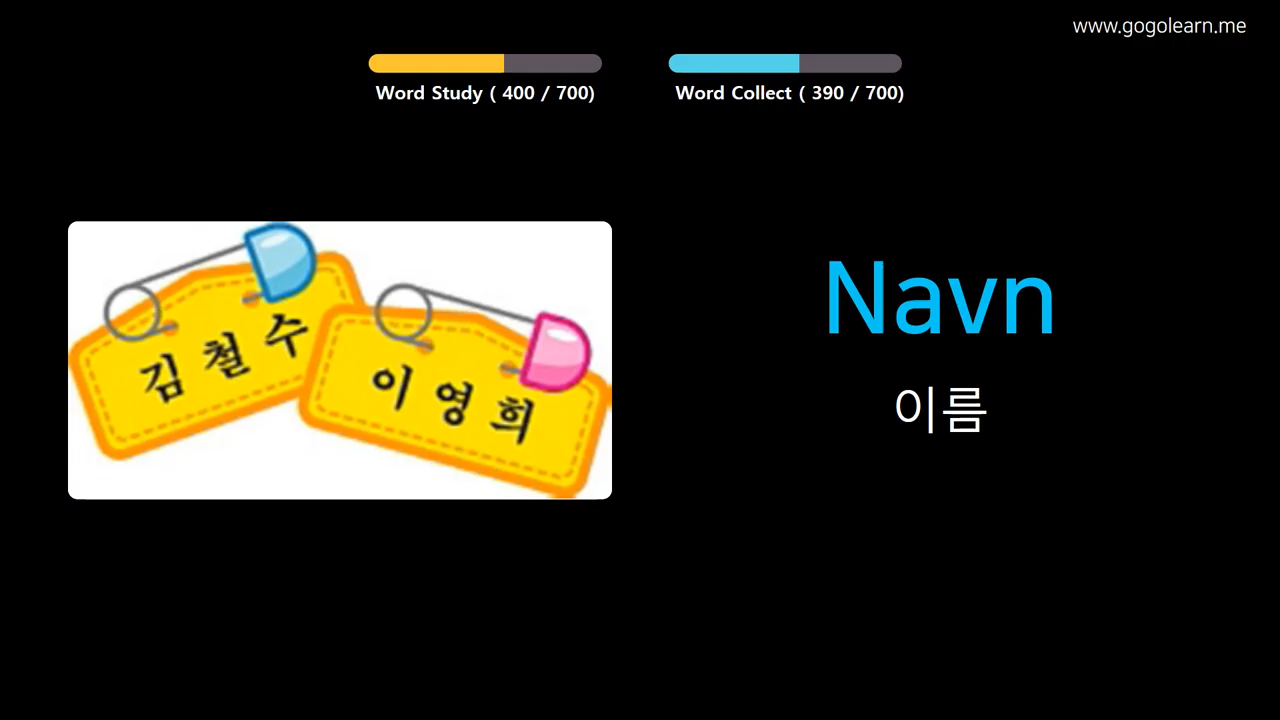 www.gogolearn.me
Word Study ( 400 / 700)
Word Collect ( 390 / 700)
김철수
이영희
Navn
이름